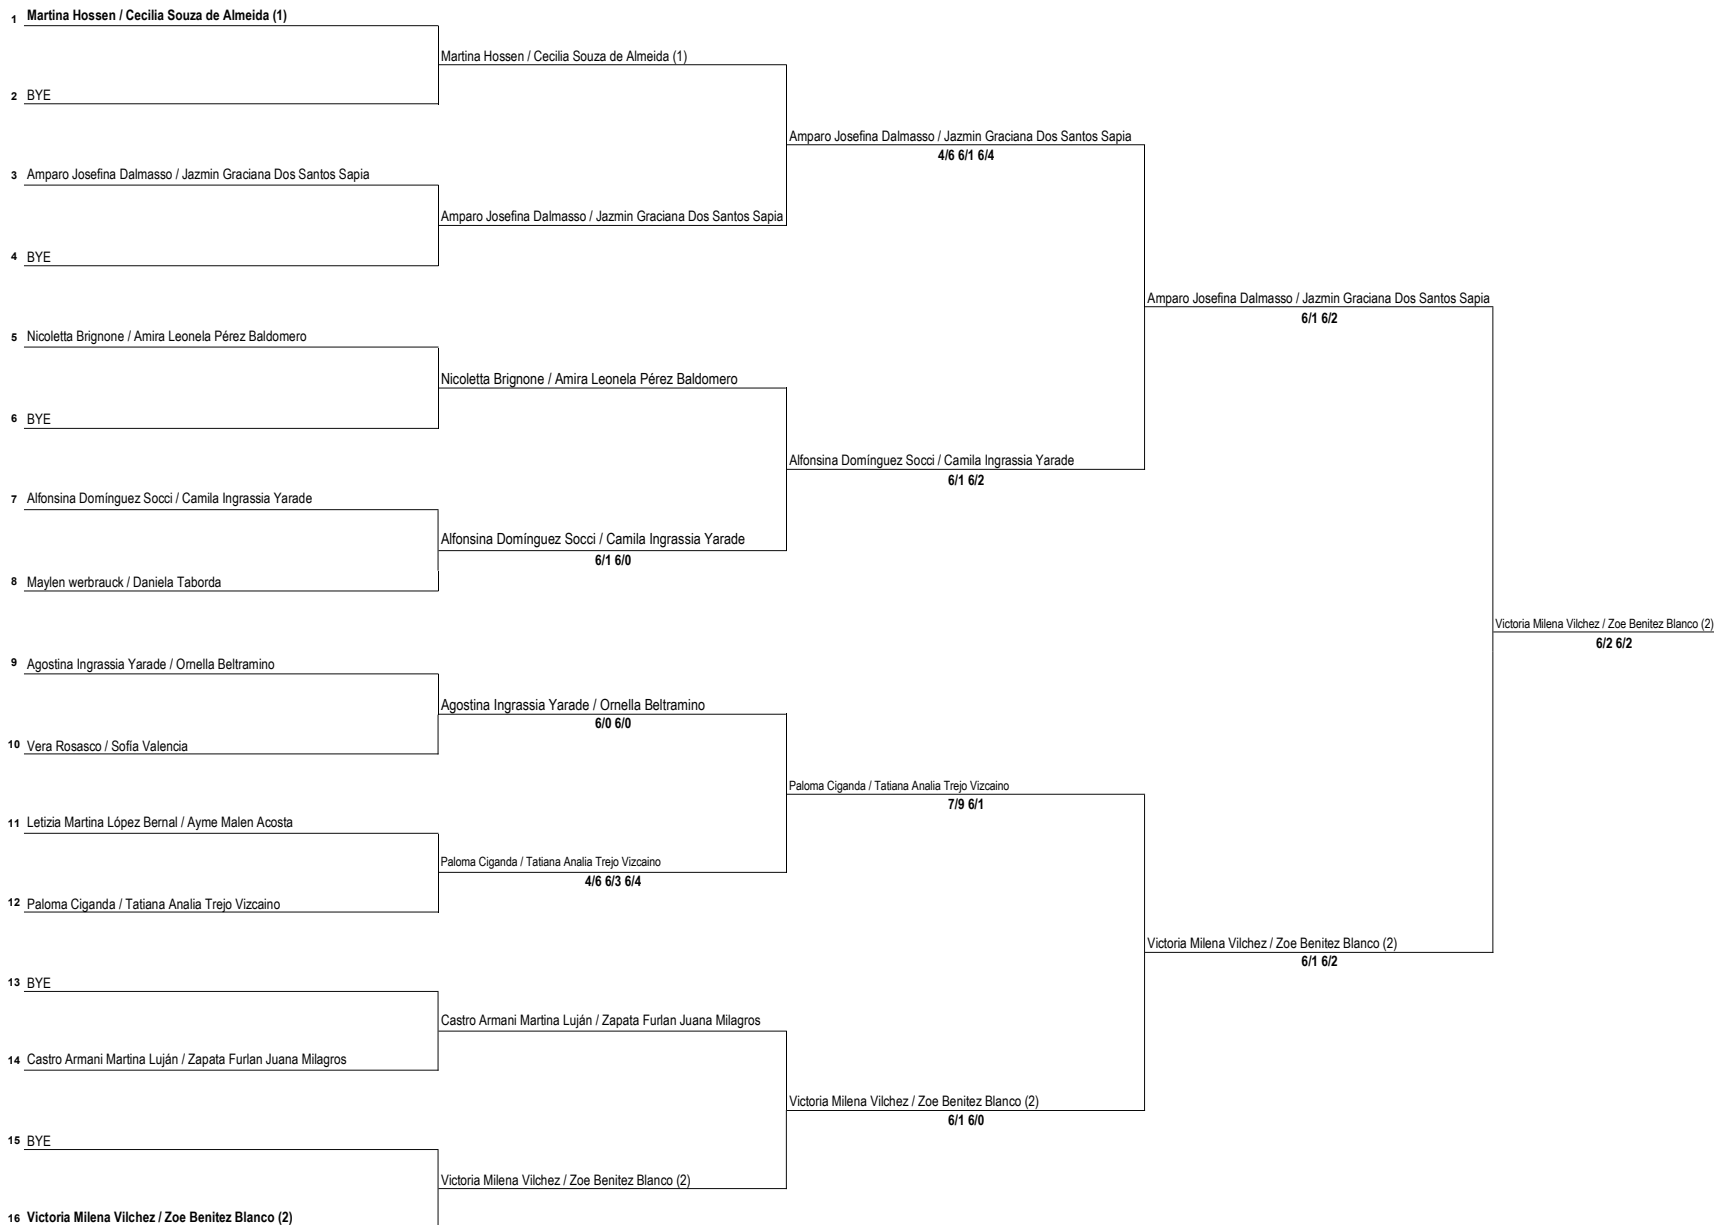 1 Martina Hossen / Cecilia Souza de Almeida (1)
Martina Hossen / Cecilia Souza de Almeida (1)
2 BYE
Amparo Josefina Dalmasso / Jazmin Graciana Dos Santos Sapia
4/6 6/1 6/4
3 Amparo Josefina Dalmasso / Jazmin Graciana Dos Santos Sapia
Amparo Josefina Dalmasso / Jazmin Graciana Dos Santos Sapia
4 BYE
Amparo Josefina Dalmasso / Jazmin Graciana Dos Santos Sapia
6/1 6/2
5 Nicoletta Brignone / Amira Leonela Pérez Baldomero
Nicoletta Brignone / Amira Leonela Pérez Baldomero
6 BYE
Alfonsina Domínguez Socci / Camila Ingrassia Yarade
6/1 6/2
7 Alfonsina Domínguez Socci / Camila Ingrassia Yarade
Alfonsina Domínguez Socci / Camila Ingrassia Yarade
6/1 6/0
8 Maylen werbrauck / Daniela Taborda
Victoria Milena Vilchez / Zoe Benitez Blanco (2)
6/2 6/2
9 Agostina Ingrassia Yarade / Ornella Beltramino
Agostina Ingrassia Yarade / Ornella Beltramino
6/0 6/0
10 Vera Rosasco / Sofía Valencia
Paloma Ciganda / Tatiana Analia Trejo Vizcaino
7/9 6/1
11 Letizia Martina López Bernal / Ayme Malen Acosta
Paloma Ciganda / Tatiana Analia Trejo Vizcaino
4/6 6/3 6/4
12 Paloma Ciganda / Tatiana Analia Trejo Vizcaino
Victoria Milena Vilchez / Zoe Benitez Blanco (2)
6/1 6/2
13 BYE
Castro Armani Martina Luján / Zapata Furlan Juana Milagros
14 Castro Armani Martina Luján / Zapata Furlan Juana Milagros
Victoria Milena Vilchez / Zoe Benitez Blanco (2)
6/1 6/0
15 BYE
Victoria Milena Vilchez / Zoe Benitez Blanco (2)
16 Victoria Milena Vilchez / Zoe Benitez Blanco (2)